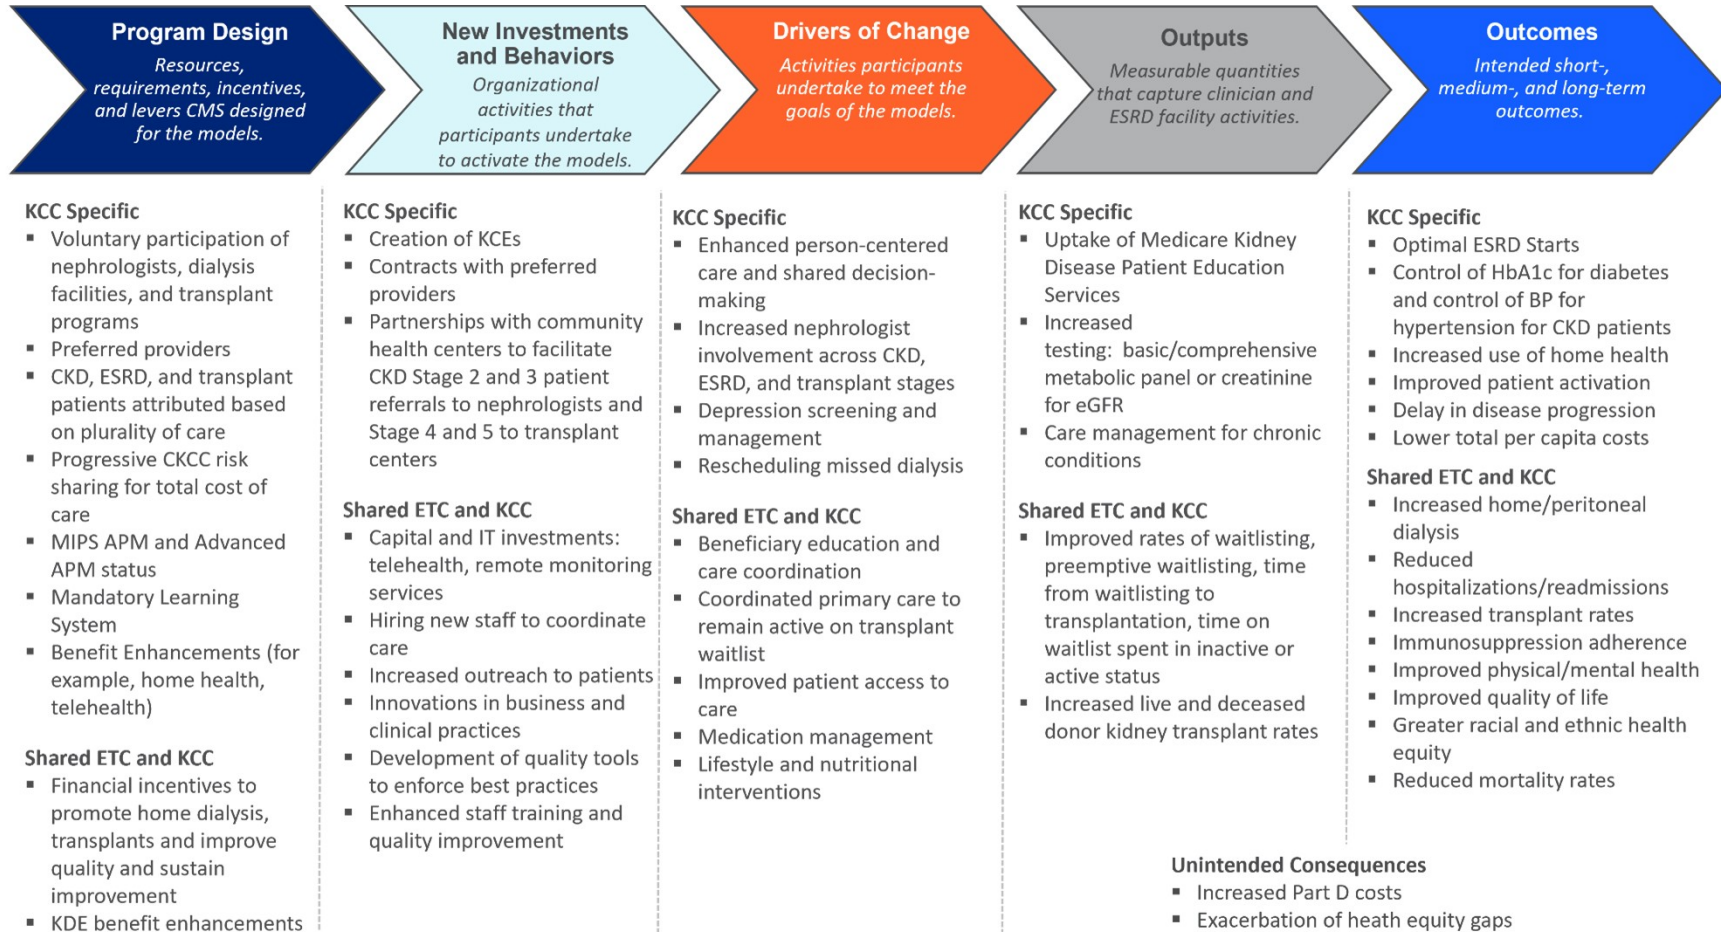 Program Design
Resources,
requirements, incentives,
and levers CMS designed
for the models.
New Investments
and Behaviors
Organizational
activities that
participants undertake
to activate the models.
Drivers of Change
Activities participants
undertake to meet the
goals of the models.
Outputs
Measurable quantities
that capture clinician and
ESRD facility activities.
Outcomes
Intended short-,
medium-, and long-term
outcomes.
KCC Specific
▪ Voluntary participation of
nephrologists, dialysis
facilities, and transplant
programs
▪ Preferred providers
▪ CKD, ESRD, and transplant
patients attributed based
on plurality of care
▪ Progressive CKCC risk
sharing for total cost of
care
▪ MIPS APM and Advanced
APM status
▪ Mandatory Learning
System
▪ Benefit Enhancements (for
example, home health,
telehealth)
Shared ETC and KCC
▪ Financial incentives to
promote home dialysis,
transplants and improve
quality and sustain
improvement
▪ KDE benefit enhancements
KCC Specific
▪ Creation of KCEs
▪ Contracts with preferred
providers
▪ Partnerships with community
health centers to facilitate
CKD Stage 2 and 3 patient
referrals to nephrologists and
Stage 4 and 5 to transplant
centers
Shared ETC and KCC
▪ Capital and IT investments:
telehealth, remote monitoring
services
▪ Hiring new staff to coordinate
care
▪ Increased outreach to patients
▪ Innovations in business and
clinical practices
▪ Development of quality tools
to enforce best practices
▪ Enhanced staff training and
quality improvement
KCC Specific
▪ Enhanced person-centered
care and shared decision-
making
▪ Increased nephrologist
involvement across CKD,
ESRD, and transplant stages
▪ Depression screening and
management
▪ Rescheduling missed dialysis
Shared ETC and KCC
▪ Beneficiary education and
care coordination
▪ Coordinated primary care to
remain active on transplant
waitlist
▪ Improved patient access to
care
▪ Medication management
▪ Lifestyle and nutritional
interventions
KCC Specific
▪ Uptake of Medicare Kidney
Disease Patient Education
Services
▪ Increased
testing: basic/comprehensive
metabolic panel or creatinine
for eGFR
▪ Care management for chronic
conditions
Shared ETC and KCC
▪ Improved rates of waitlisting,
preemptive waitlisting, time
from waitlisting to
transplantation, time on
waitlist spent in inactive or
active status
▪ Increased live and deceased
donor kidney transplant rates
KCC Specific
▪ Optimal ESRD Starts
▪ Control of HbA1c for diabetes
and control of BP for
hypertension for CKD patients
▪ Increased use of home health
▪ Improved patient activation
▪ Delay in disease progression
▪ Lower total per capita costs
Shared ETC and KCC
▪ Increased home/peritoneal
dialysis
▪ Reduced
hospitalizations/readmissions
▪ Increased transplant rates
▪ Immunosuppression adherence
▪ Improved physical/mental health
▪ Improved quality of life
▪ Greater racial and ethnic health
equity
▪ Reduced mortality rates
Unintended Consequences
▪ Increased Part D costs
▪ Exacerbation of heath equity gaps